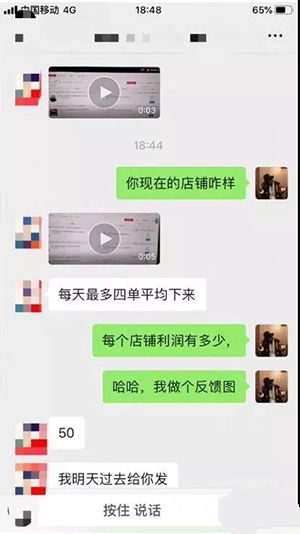 中国移动 4G 18:48 65%
0:03
18:44
你现在的店铺咋样
0:05
每天最多四单平均下来
每个店铺利润有多少,
哈哈，我做个反馈图
50
我明天过去给你发
按住 说话